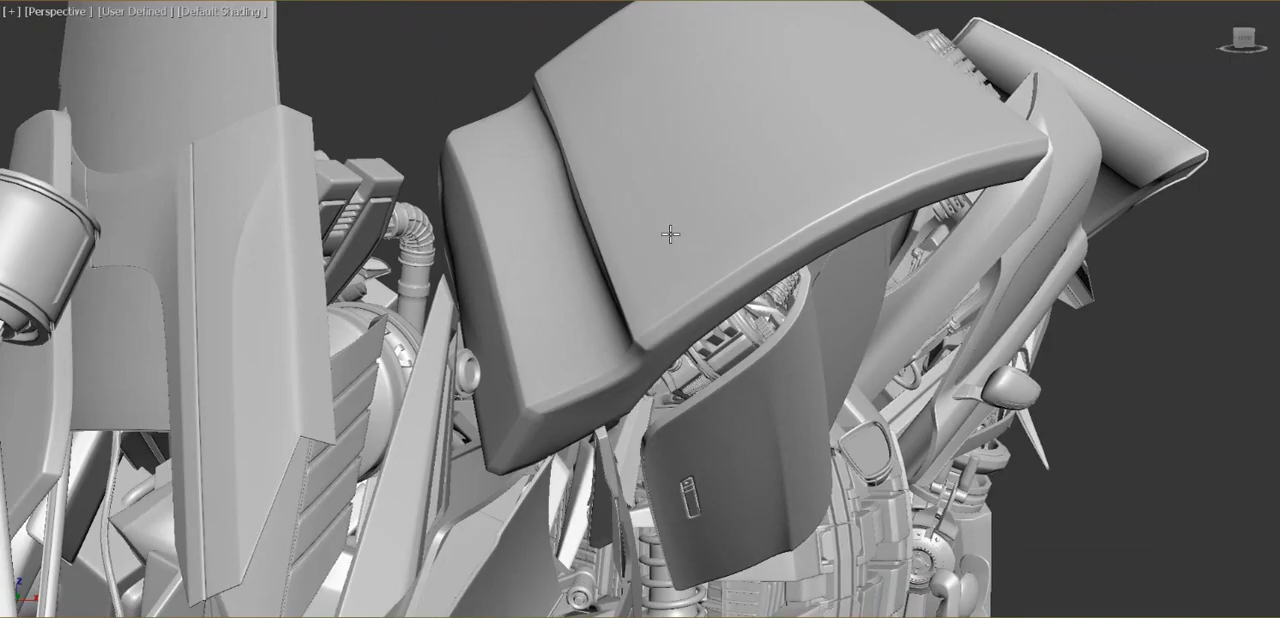 [ + ] [Perspective ] [User Defined ] [Default Shading ]
z
x